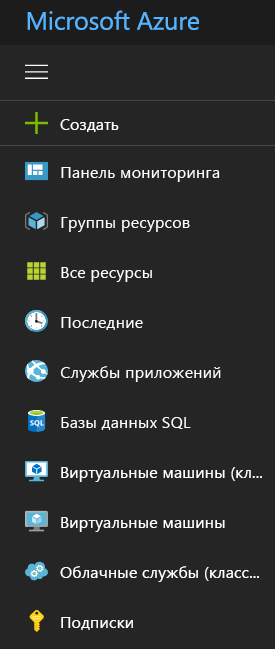 Microsoft Azure
Создать
Панель мониторинга
Группы ресурсов
Все ресурсы
Последние
Службы приложений
SQL Базы данных SQL
Виртуальные машины (кл...
Виртуальные машины
Облачные службы (класс...
Подписки